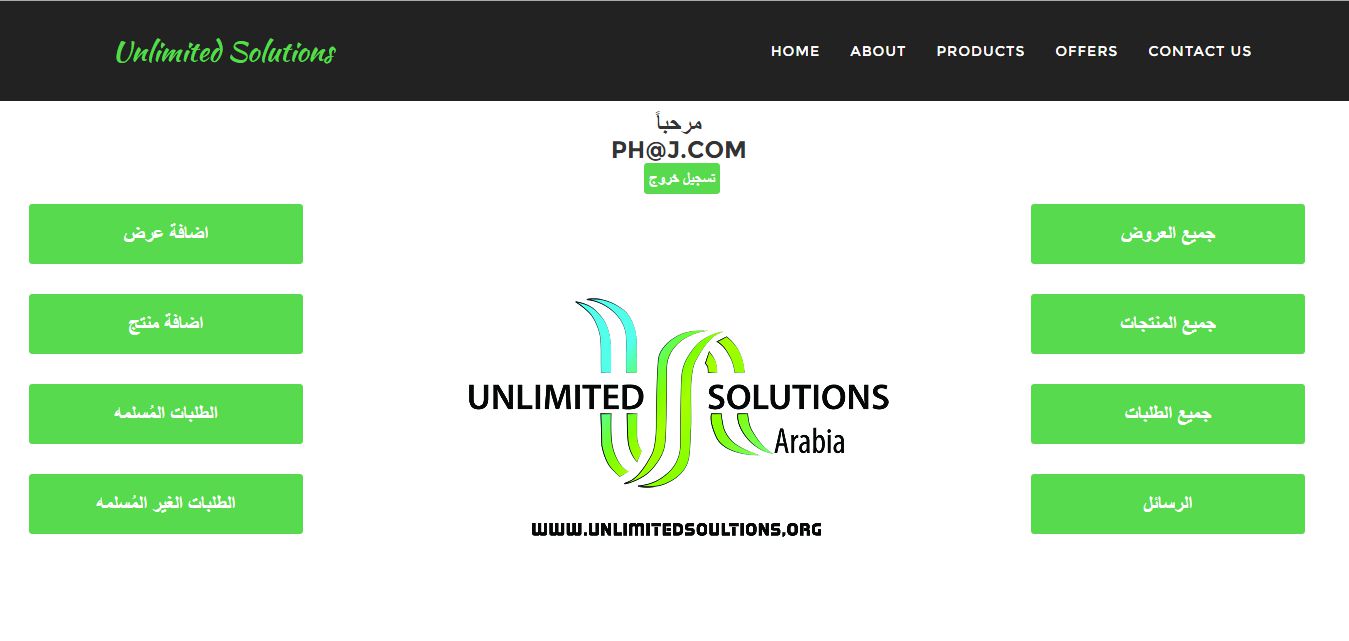 Unlimited Solutions
HOME ABOUT PRODUCTS OFFERS CONTACT US
مرحباً
PH@J.COM
تسجيل خروج
جميع العروض
اضافة عرض
جميع المنتجات
اضافة منتج
جميع الطلبات
الطلبات المُسلمه
الرسائل
الطلبات الغير المُسلمه
UNLIMITED SOLUTIONS
Arabia
WWW.UNLIMITEDSOULTIONS,ORG